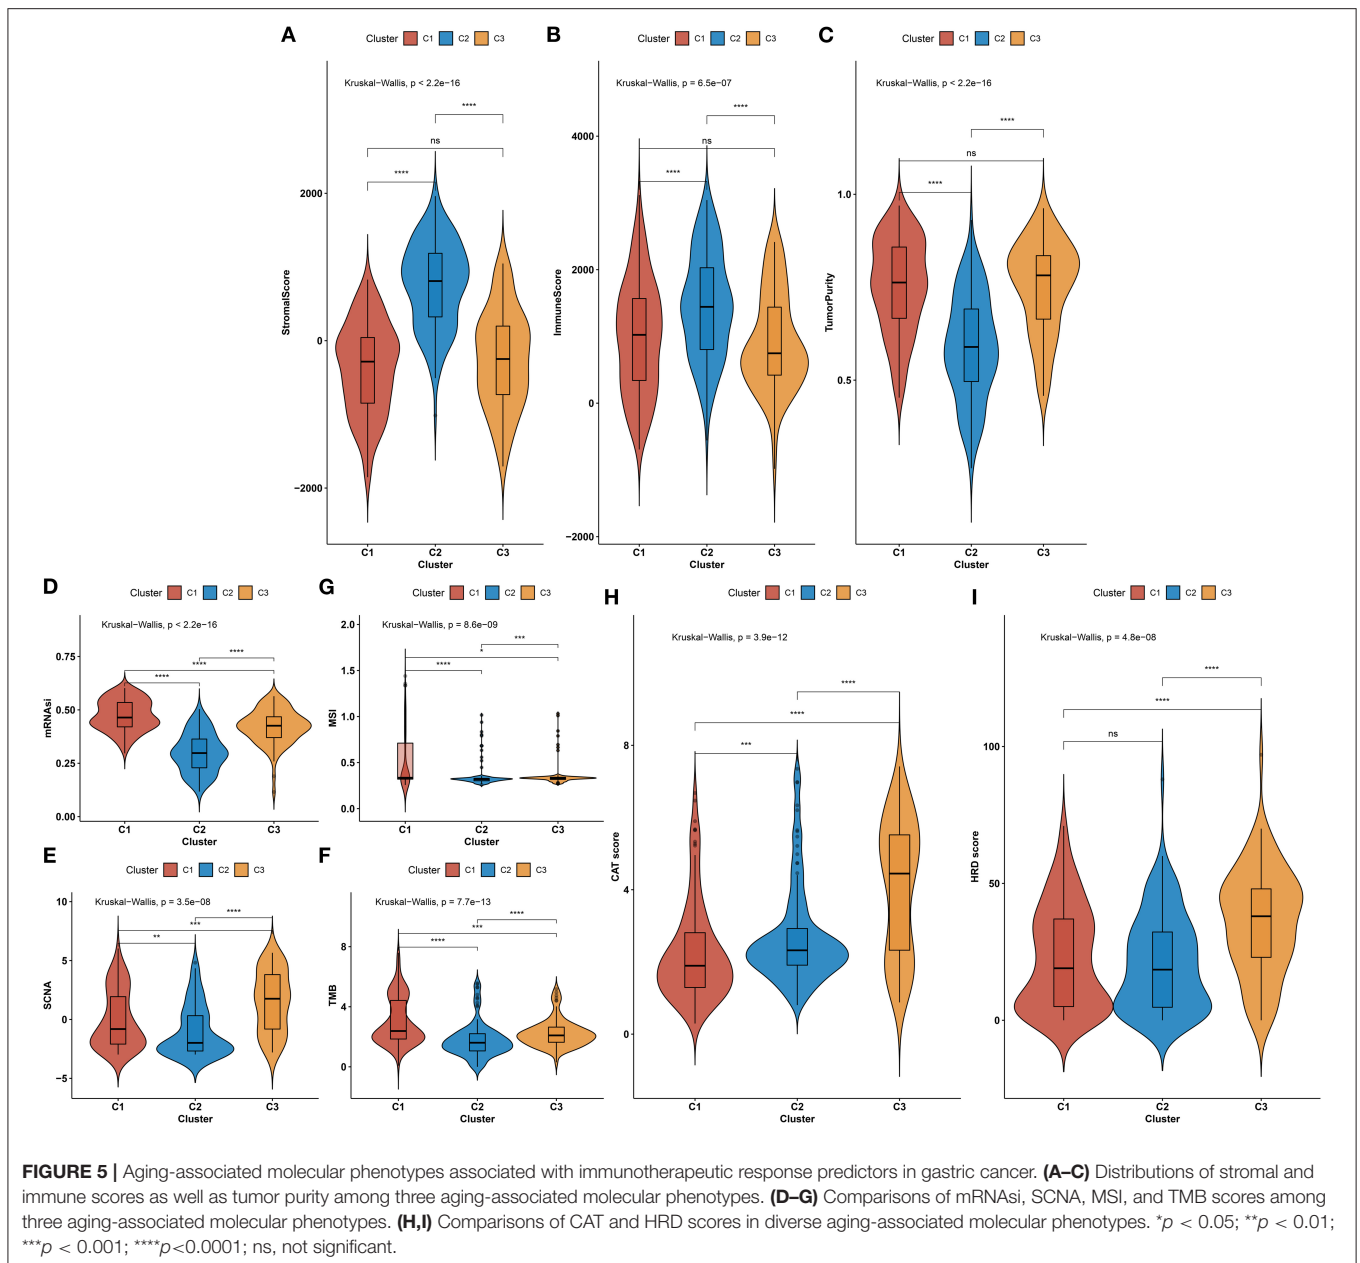 A
Cluster C1 C2 C3
Kruskal−Wallis, p < 2.2e−16
****
ns
****
2000
0
−2000
StromalScore
C1 C2 C3
Cluster
B
Cluster C1 C2 C3
Kruskal−Wallis, p = 6.5e−07
****
ns
****
4000
2000
0
−2000
ImmuneScore
C1 C2 C3
Cluster
C
Cluster C1 C2 C3
Kruskal−Wallis, p < 2.2e−16
****
ns
****
1.0
0.5
TumorPurity
C1 C2 C3
Cluster
D
Cluster C1 C2 C3
Kruskal−Wallis, p < 2.2e−16
****
****
****
0.75
0.50
0.25
0.00
mRNAsi
C1 C2 C3
Cluster
G
Cluster C1 C2 C3
Kruskal−Wallis, p = 8.6e−09
***
*
****
2.0
1.5
1.0
0.5
0.0
MSI
C1 C2 C3
Cluster
E
Cluster C1 C2 C3
Kruskal−Wallis, p = 3.5e−08
****
***
**
10
5
0
−5
SCNA
C1 C2 C3
Cluster
F
Cluster C1 C2 C3
Kruskal−Wallis, p = 7.7e−13
****
***
****
8
4
0
TMB
C1 C2 C3
Cluster
H
Cluster C1 C2 C3
Kruskal−Wallis, p = 3.9e−12
****
****
***
8
4
0
CAT score
C1 C2 C3
Cluster
I
Cluster C1 C2 C3
Kruskal−Wallis, p = 4.8e−08
****
****
ns
100
50
0
HRD score
C1 C2 C3
Cluster
FIGURE 5 | Aging-associated molecular phenotypes associated with immunotherapeutic response predictors in gastric cancer. (A–C) Distributions of stromal and
immune scores as well as tumor purity among three aging-associated molecular phenotypes. (D–G) Comparisons of mRNAsi, SCNA, MSI, and TMB scores among
three aging-associated molecular phenotypes. (H,I) Comparisons of CAT and HRD scores in diverse aging-associated molecular phenotypes. *p < 0.05; **p < 0.01;
***p < 0.001; ****p<0.0001; ns, not significant.